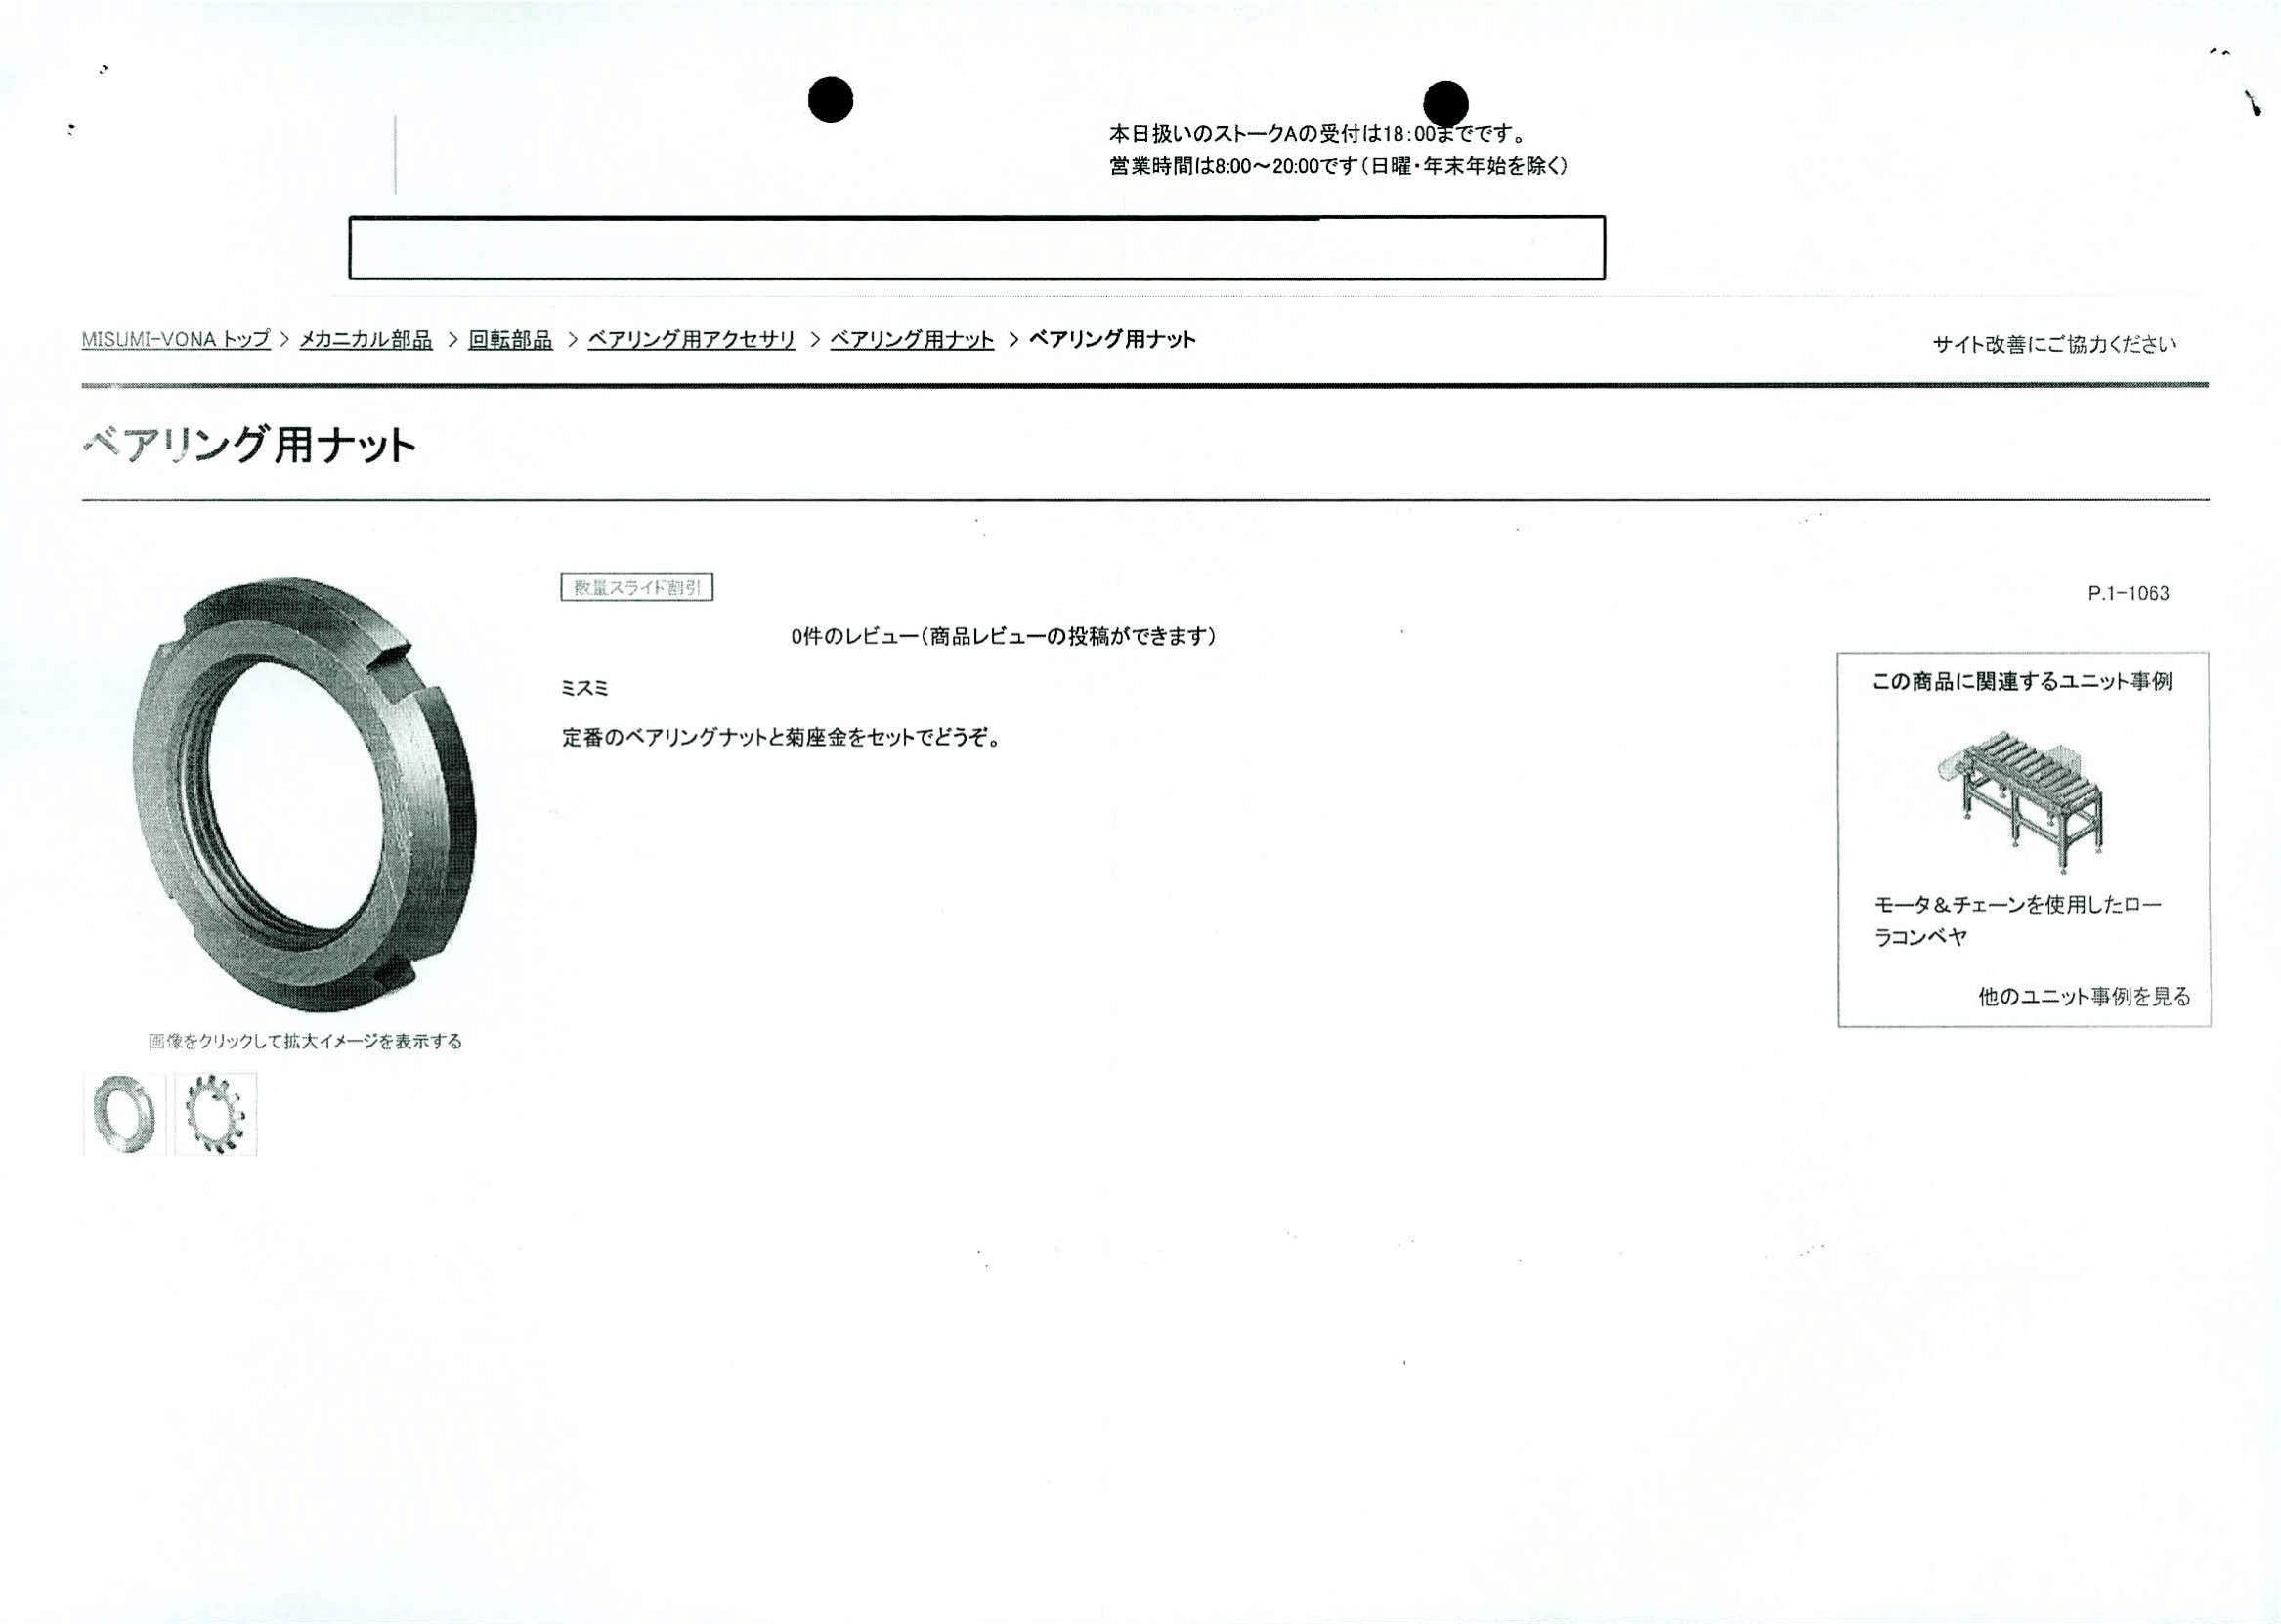 本日扱いのストークAの受付は18:00までです。
営業時間は8:00～20:00です（日曜・年末年始を除く）
MISUMI-VONA トップ > メカニカル部品 > 回転部品 > ベアリング用アクセサリ > ベアリング用ナット > ベアリング用ナット
サイト改善にご協力ください
ベアリング用ナット
数量スライド割引
P.1-1063
0件のレビュー（商品レビューの投稿ができます）
ミスミ
定番のベアリングナットと菊座金をセットでどうぞ。
この商品に関連するユニット事例
モータ＆チェーンを使用したロー
ラコンベヤ
他のユニット事例を見る
画像をクリックして拡大イメージを表示する